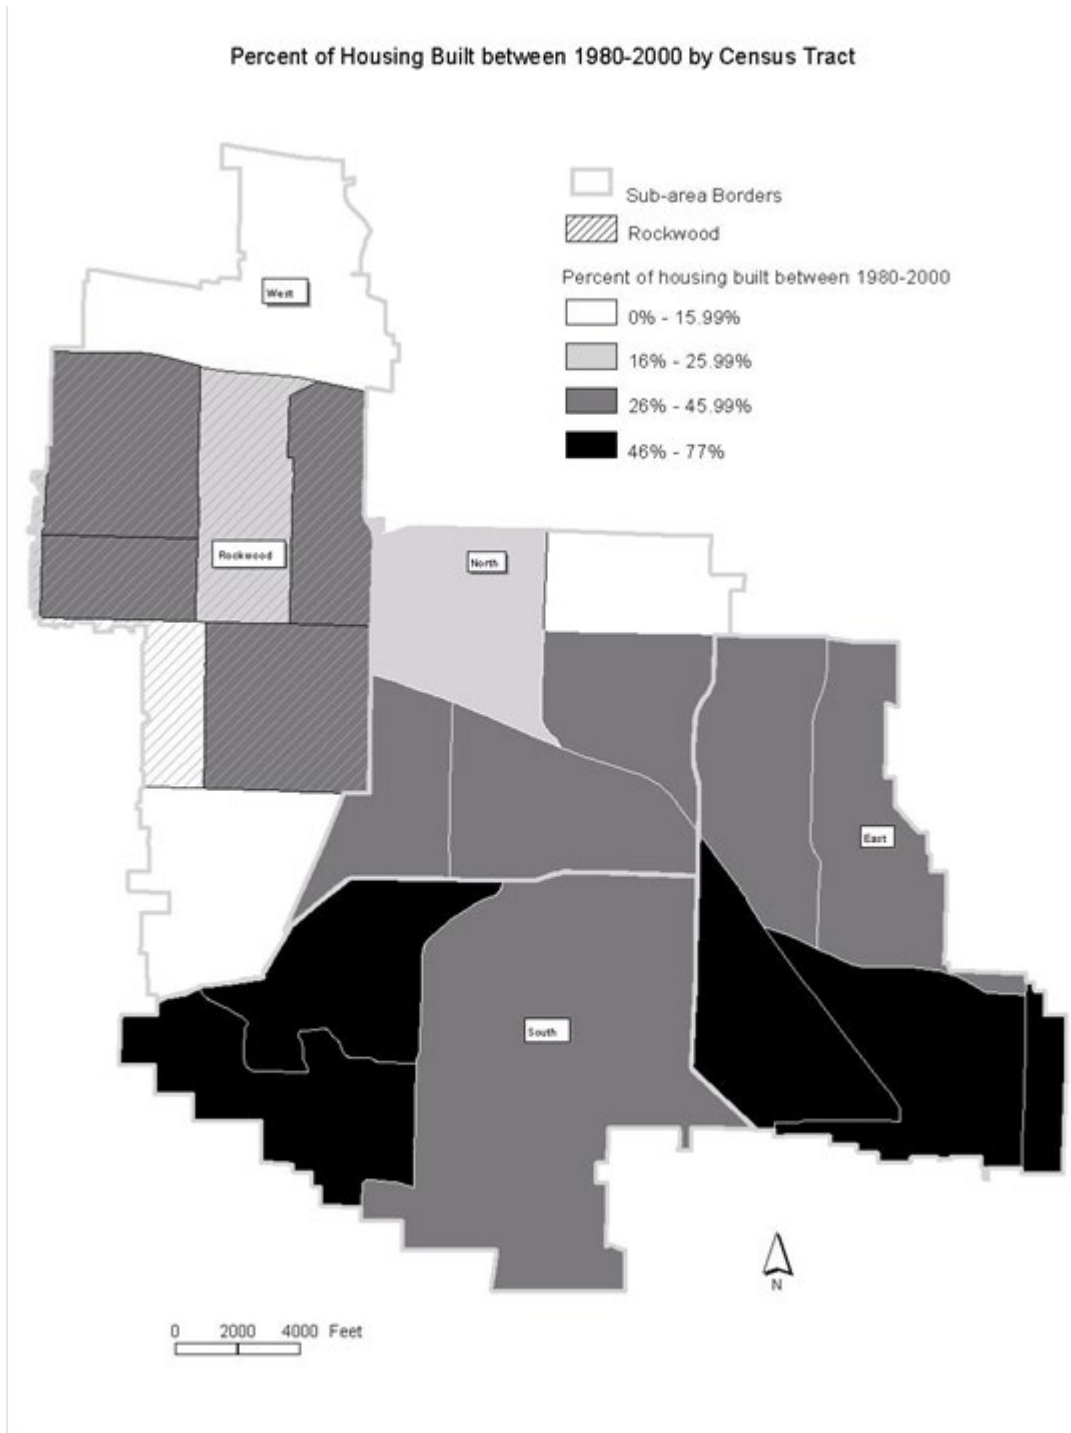 Percent of Housing Built between 1980-2000 by Census Tract
Sub-area Borders
Rockwood
Percent of housing built between 1980-2000
0% - 15.99%
16% - 25.99%
26% - 45.99%
46% - 77%
West
Rockwood
North
East
South
N
0 2000 4000 Feet